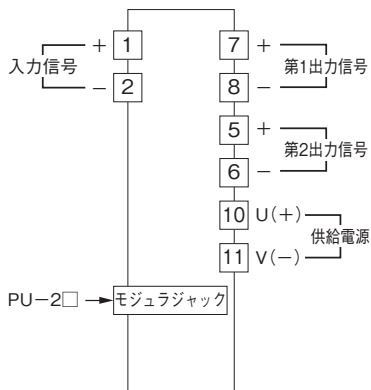 入力信号
+ 1
− 2
7 +
8 −
第1出力信号
5 +
6 −
第2出力信号
10 U(+)
11 V(−)
供給電源
PU−2□
モジュラジャック